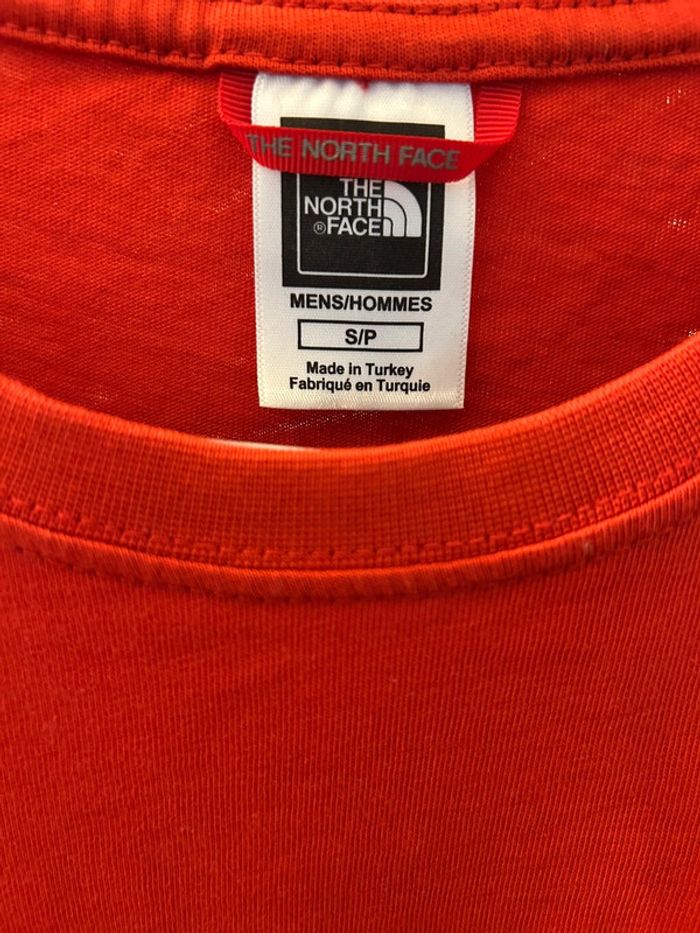 THE NORTH FACE
THE
NORTH
®FACE
MENS/HOMMES
S/P
Made in Turkey
Fabriqué en Turquie